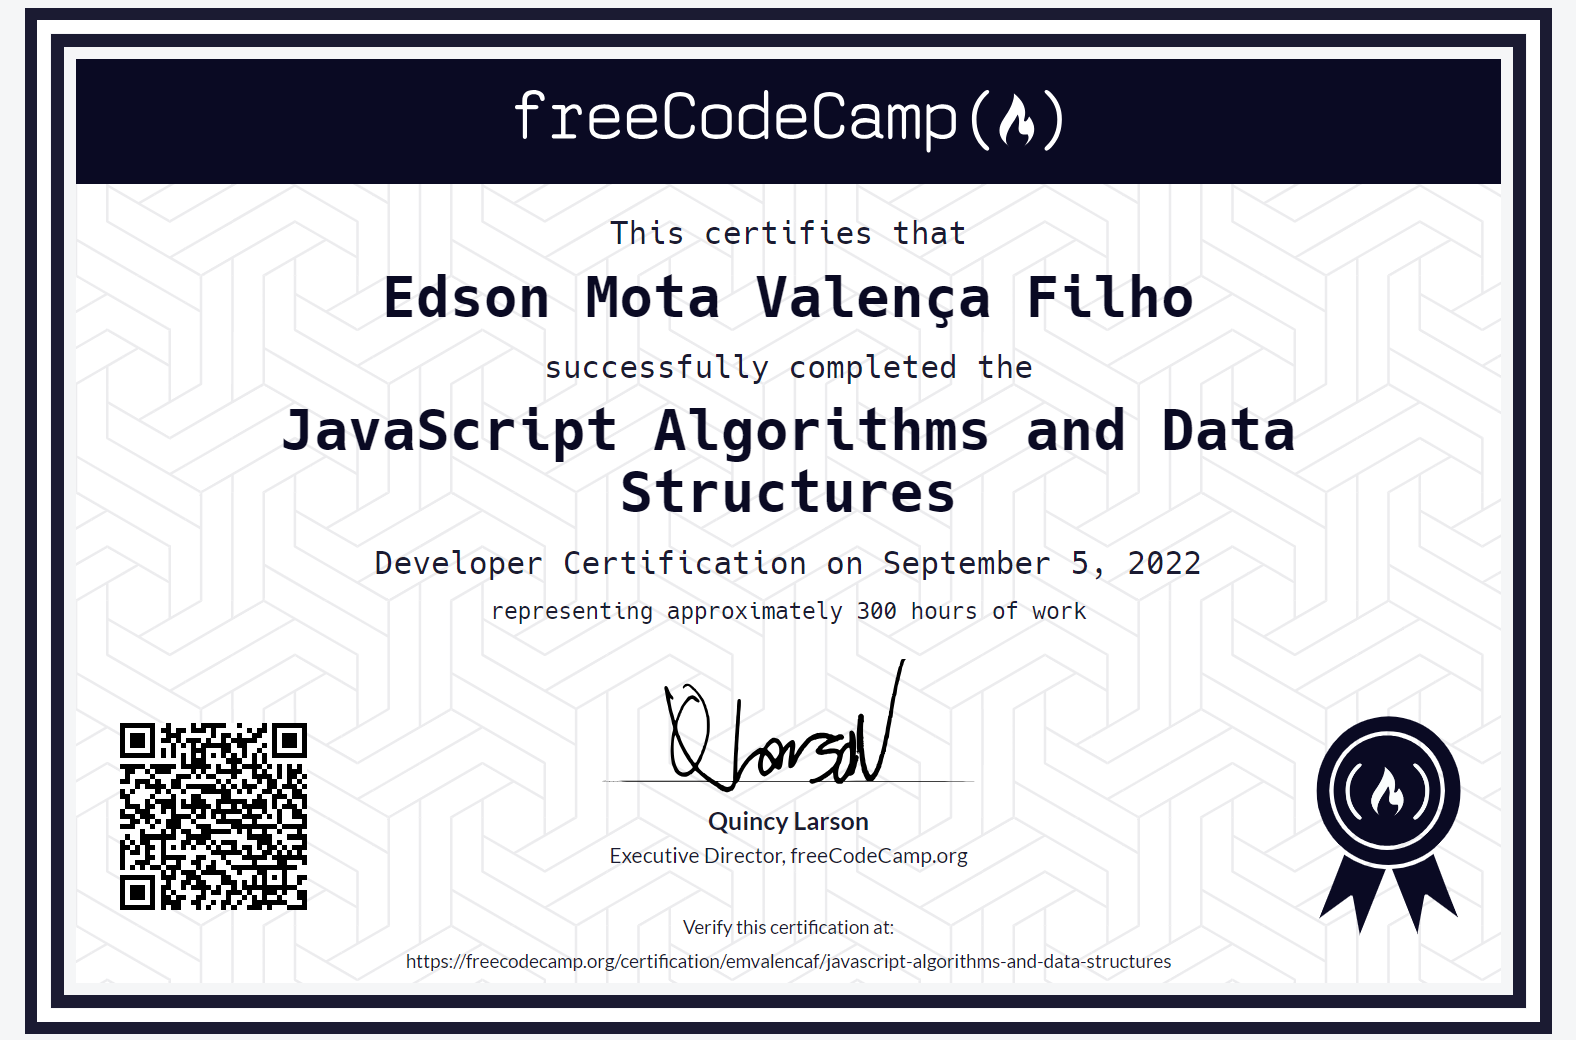 freeCodeCamp
This certifies that
Edson Mota Valença Filho
successfully completed the
JavaScript Algorithms and Data
Structures
Developer Certification on September 5, 2022
representing approximately 300 hours of work
Q Larson
Quincy Larson
Executive Director, freeCodeCamp.org
Verify this certification at:
https://freecodecamp.org/certification/emvalencaf/javascript-algorithms-and-data-structures